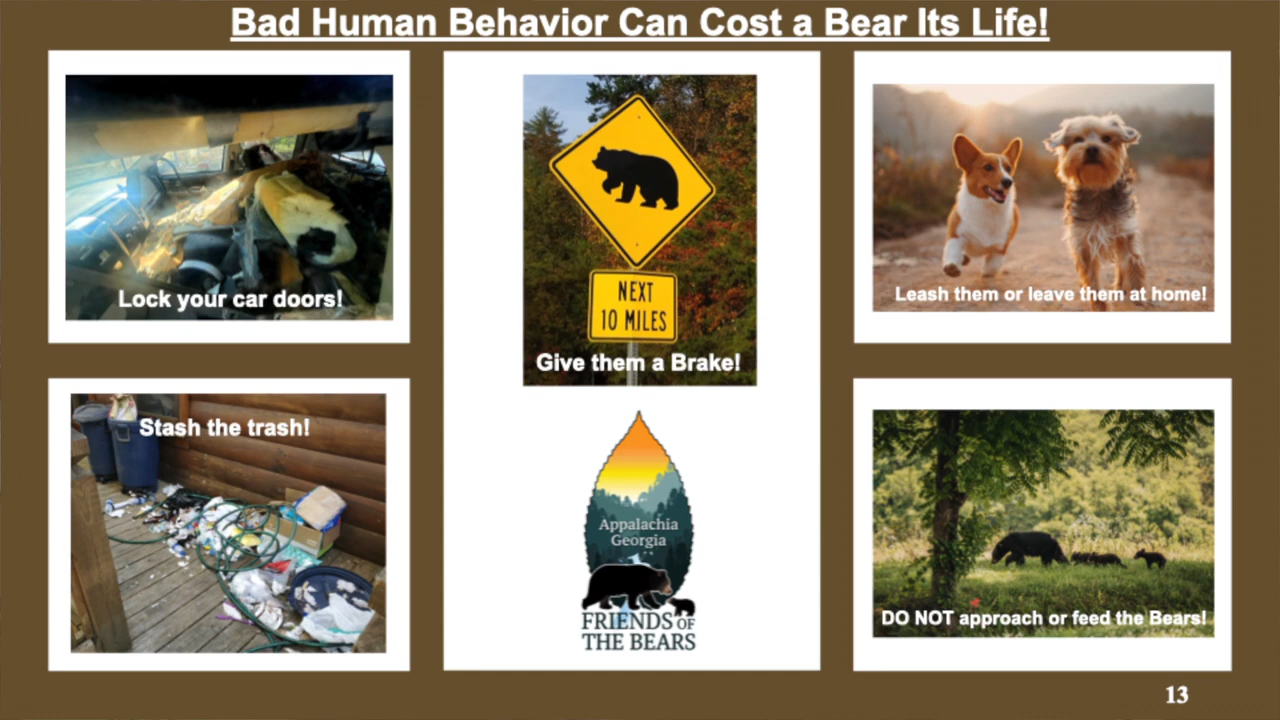 Bad Human Behavior Can Cost a Bear Its Life!
Lock your car doors!
Stash the trash!
NEXT
10 MILES
Give them a Brake!
Appalachia
Georgia
FRIENDS OF
THE BEARS
Leash them or leave them at home!
DO NOT approach or feed the Bears!
13